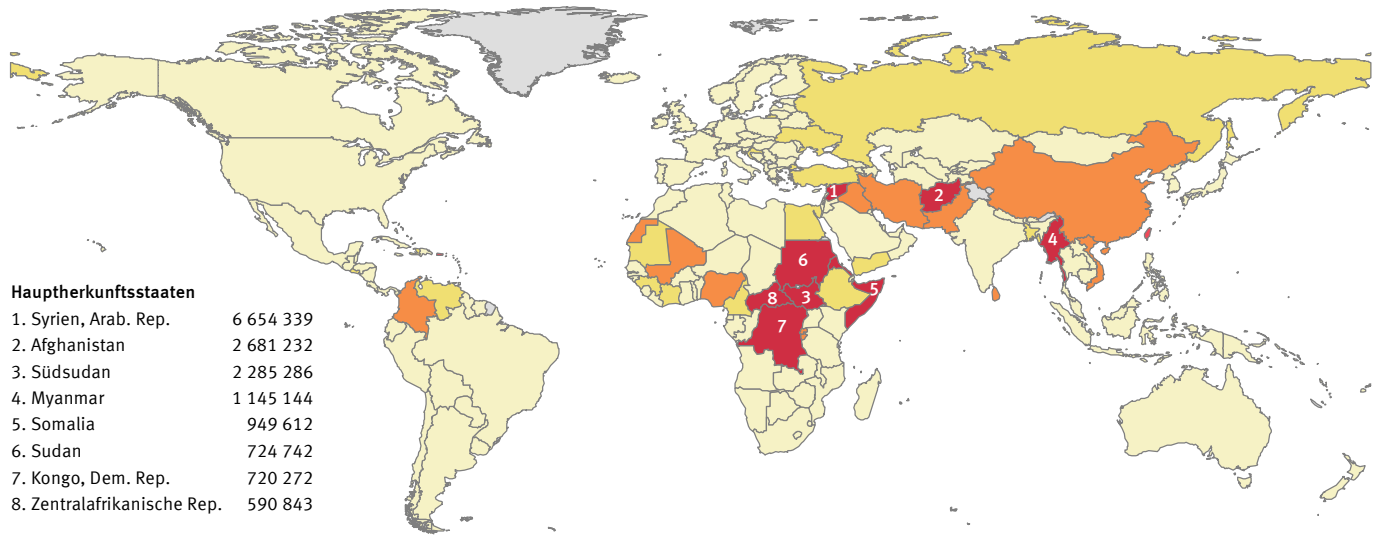 Hauptherkunftsstaaten
1. Syrien, Arab. Rep. 6 654 339
2. Afghanistan 2 681 232
3. Südsudan 2 285 286
4. Myanmar 1 145 144
5. Somalia 949 612
6. Sudan 724 742
7. Kongo, Dem. Rep. 720 272
8. Zentralafrikanische Rep. 590 843
1
2
4
6
5
8
3
7